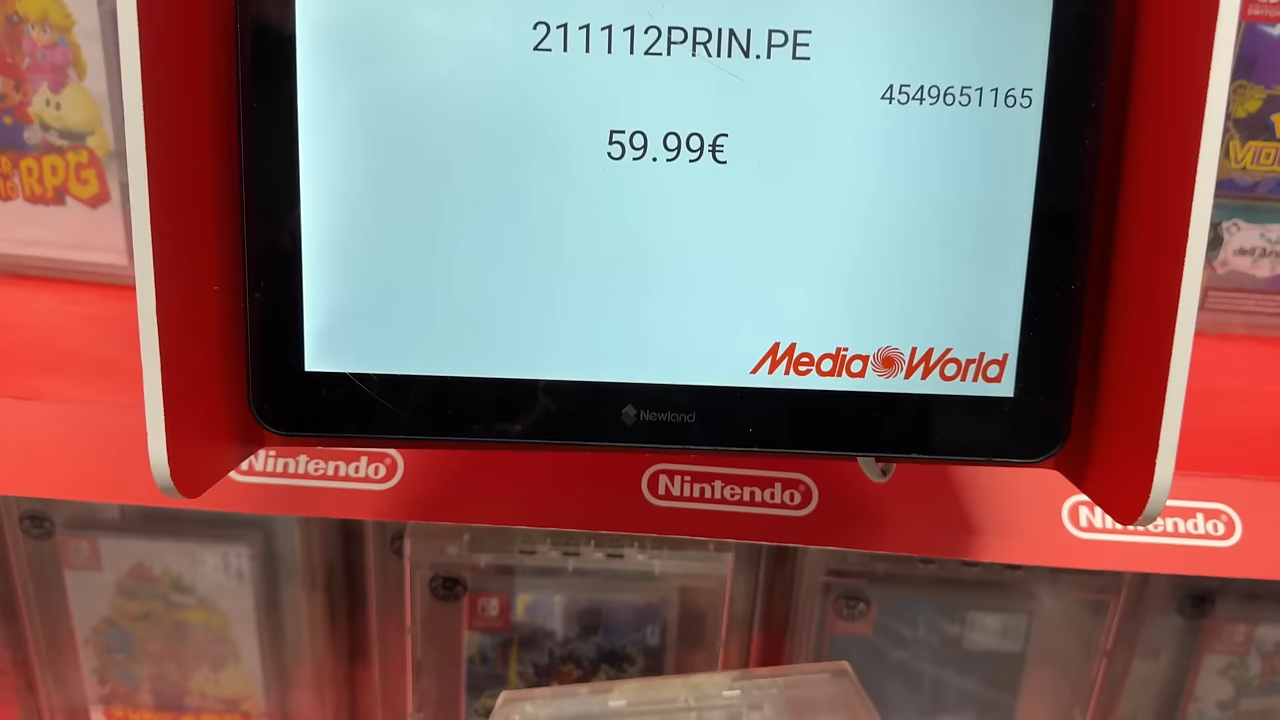 211112PRIN.PE
4549651165
59.99€
MediaWorld
Newland
RPG
Nintendo®
Nintendo®
Nintendo®